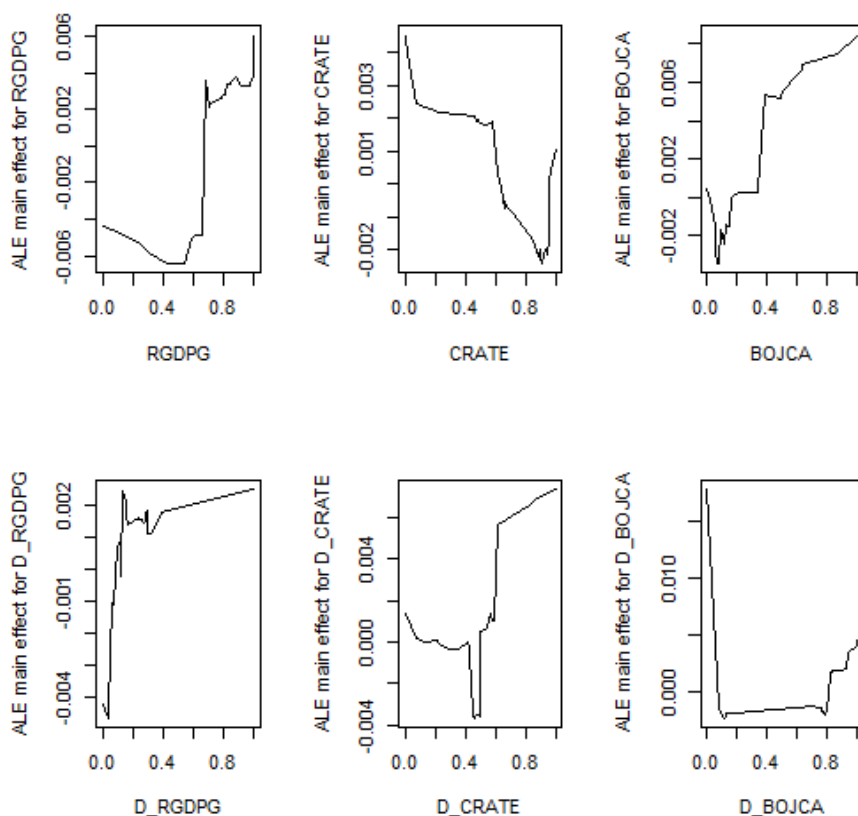 ALE main effect for RGDPG
0.006
0.002
-0.002
-0.006
0.0 0.4 0.8
RGDPG
ALE main effect for CRATE
0.003
0.001
-0.002
0.0 0.4 0.8
CRATE
ALE main effect for BOJCA
0.006
0.002
-0.002
0.0 0.4 0.8
BOJCA
ALE main effect for D_RGDPG
0.002
-0.001
-0.004
0.0 0.4 0.8
D_RGDPG
ALE main effect for D_CRATE
0.004
0.000
-0.004
0.0 0.4 0.8
D_CRATE
ALE main effect for D_BOJCA
0.010
0.000
0.0 0.4 0.8
D_BOJCA